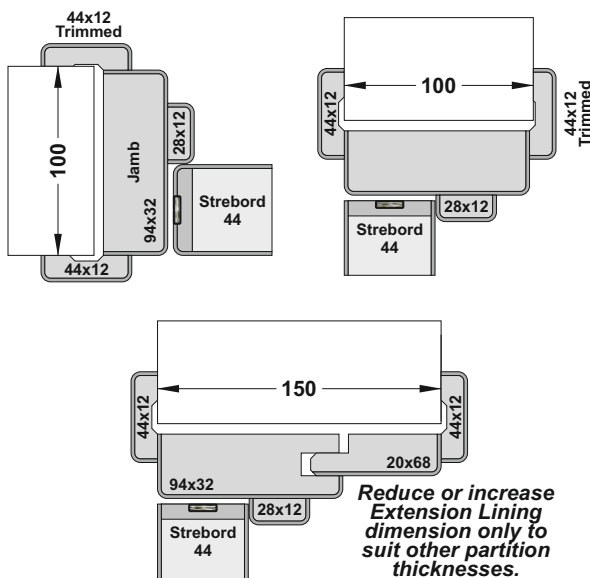 44x12
Trimmed
100
Jamb
94x32
28x12
Strebord
44
44x12
100
44x12
44x12
Trimmed
28x12
Strebord
44
150
44x12
44x12
94x32
20x68
28x12
Strebord
44
Reduce or increase
Extension Lining
dimension only to
suit other partition
thicknesses.